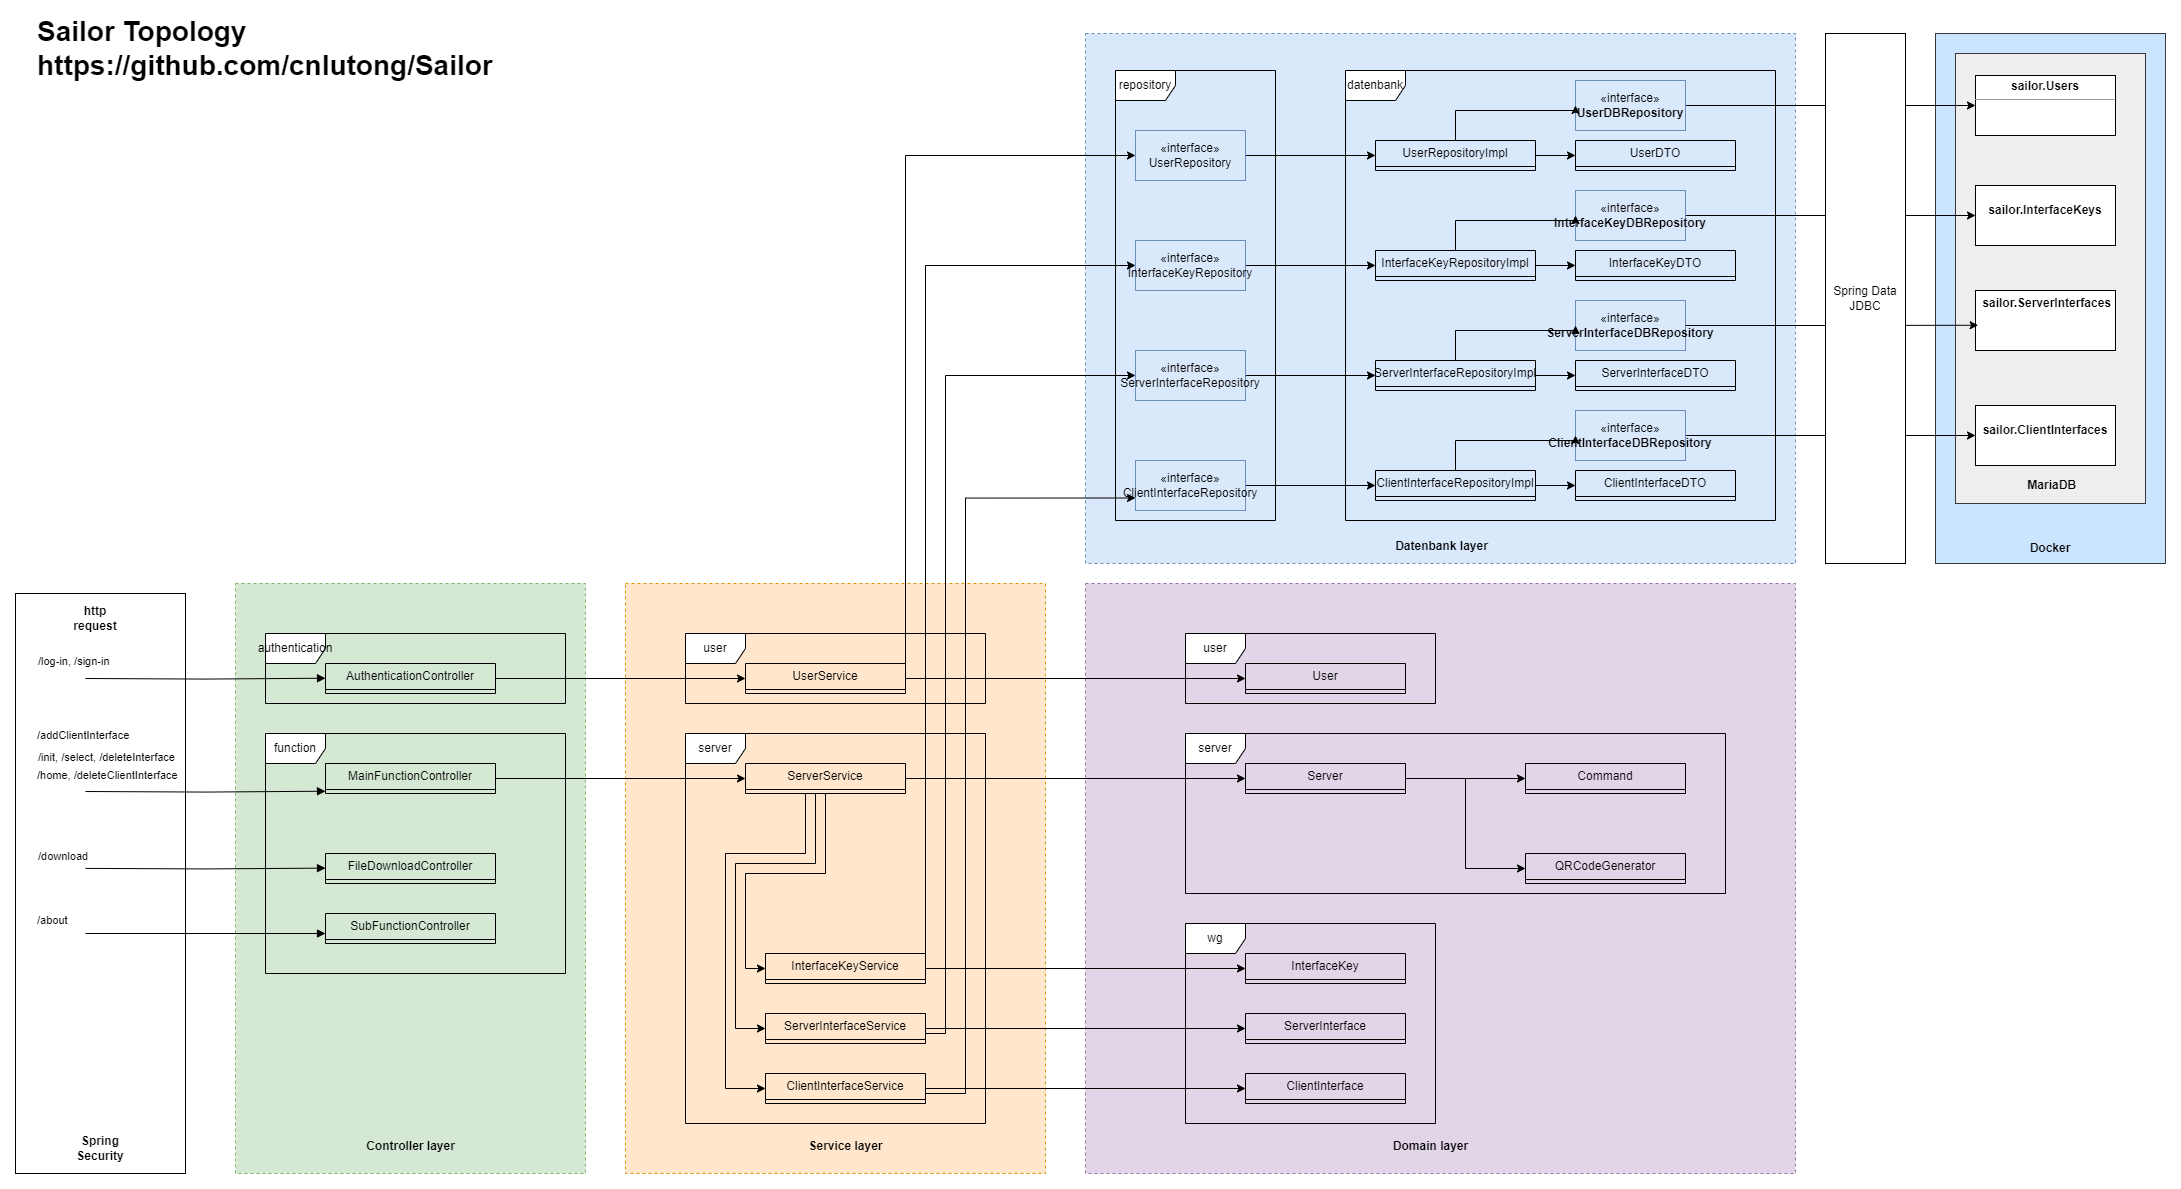 Sailor Topology
https://github.com/cnlutong/Sailor
repository
«interface»
UserRepository
«interface»
InterfaceKeyRepository
«interface»
ServerInterfaceRepository
«interface»
ClientInterfaceRepository
datenbank
«interface»
UserDBRepository
UserRepositoryImpl
UserDTO
«interface»
InterfaceKeyDBRepository
InterfaceKeyRepositoryImpl
InterfaceKeyDTO
«interface»
ServerInterfaceDBRepository
ServerInterfaceRepositoryImpl
ServerInterfaceDTO
«interface»
ClientInterfaceDBRepository
ClientInterfaceRepositoryImpl
ClientInterfaceDTO
Datenbank layer
Spring Data
JDBC
sailor.Users
sailor.InterfaceKeys
sailor.ServerInterfaces
sailor.ClientInterfaces
MariaDB
Docker
http
request
/log-in, /sign-in
/addClientInterface
/init, /select, /deleteInterface
/home, /deleteClientInterface
/download
/about
Spring
Security
authentication
AuthenticationController
function
MainFunctionController
FileDownloadController
SubFunctionController
Controller layer
user
UserService
server
ServerService
InterfaceKeyService
ServerInterfaceService
ClientInterfaceService
Service layer
user
User
server
Server
Command
QRCodeGenerator
wg
InterfaceKey
ServerInterface
ClientInterface
Domain layer